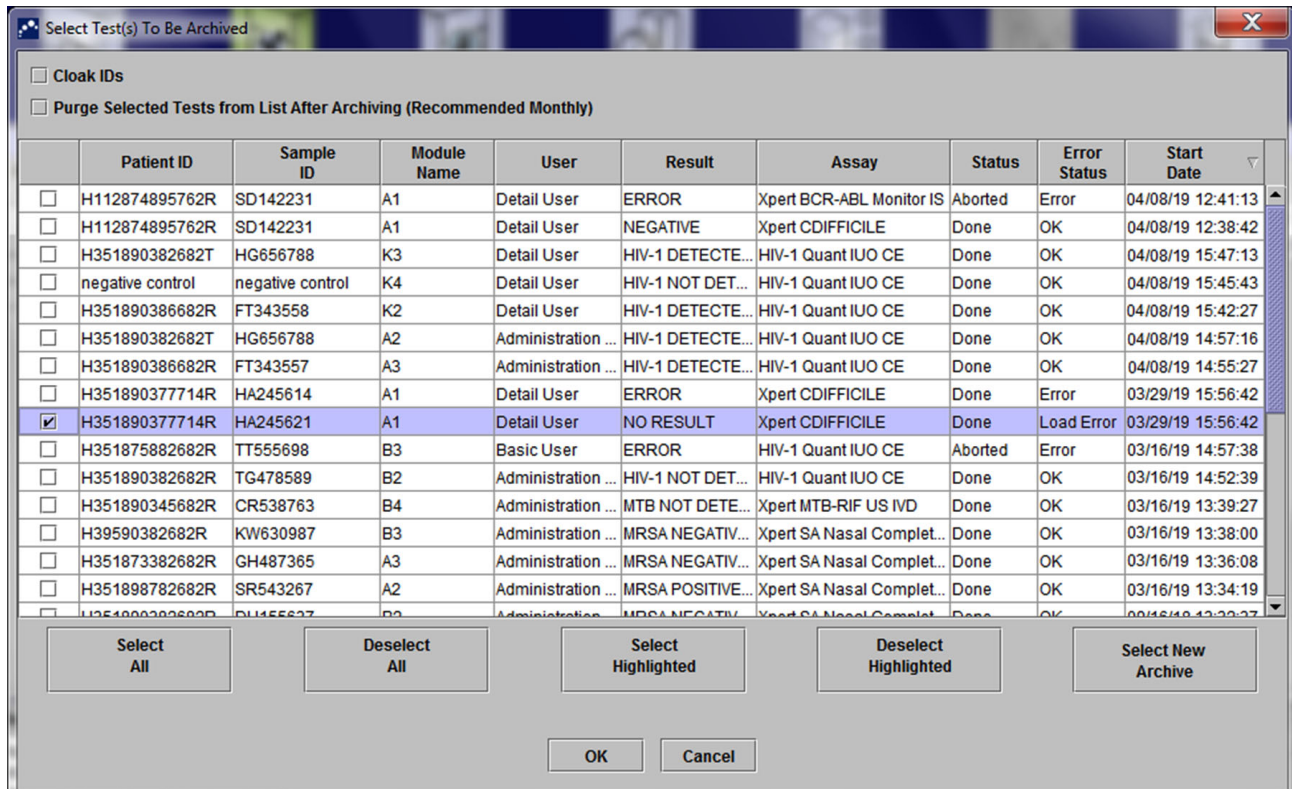 Select Test(s) To Be Archived
Cloak IDs
Purge Selected Tests from List After Archiving (Recommended Monthly)
Patient ID Sample ID Module Name User Result Assay Status Error Status Start Date
H112874895762R SD142231 A1 Detail User ERROR Xpert BCR-ABL Monitor IS Aborted Error 04/08/19 12:41:13
H112874895762R SD142231 A1 Detail User NEGATIVE Xpert CDIFFICILE Done OK 04/08/19 12:38:42
H351890382682T HG656788 K3 Detail User HIV-1 DETECTE... HIV-1 Quant IUO CE Done OK 04/08/19 15:47:13
negative control negative control K4 Detail User HIV-1 NOT DET... HIV-1 Quant IUO CE Done OK 04/08/19 15:45:43
H351890386682R FT343558 K2 Detail User HIV-1 DETECTE... HIV-1 Quant IUO CE Done OK 04/08/19 15:42:27
H351890382682T HG656788 A2 Administration ... HIV-1 DETECTE... HIV-1 Quant IUO CE Done OK 04/08/19 14:57:16
H351890386682R FT343557 A3 Administration ... HIV-1 DETECTE... HIV-1 Quant IUO CE Done OK 04/08/19 14:55:27
H351890377714R HA245614 A1 Detail User ERROR Xpert CDIFFICILE Done Error 03/29/19 15:56:42
H351890377714R HA245621 A1 Detail User NO RESULT Xpert CDIFFICILE Done Load Error 03/29/19 15:56:42
H351875882682R TT555698 B3 Basic User ERROR HIV-1 Quant IUO CE Aborted Error 03/16/19 14:57:38
H351890382682R TG478589 B2 Administration ... HIV-1 NOT DET... HIV-1 Quant IUO CE Done OK 03/16/19 14:52:39
H351890345682R CR538763 B4 Administration ... MTB NOT DETE... Xpert MTB-RIF US IVD Done OK 03/16/19 13:39:27
H39590382682R KW630987 B3 Administration ... MRSA NEGATIV... Xpert SA Nasal Complet... Done OK 03/16/19 13:38:00
H351873382682R GH487365 A3 Administration ... MRSA NEGATIV... Xpert SA Nasal Complet... Done OK 03/16/19 13:36:08
H351898782682R SR543267 A2 Administration ... MRSA POSITIVE... Xpert SA Nasal Complet... Done OK 03/16/19 13:34:19
Select All Deselect All Select Highlighted Deselect Highlighted Select New Archive
OK Cancel